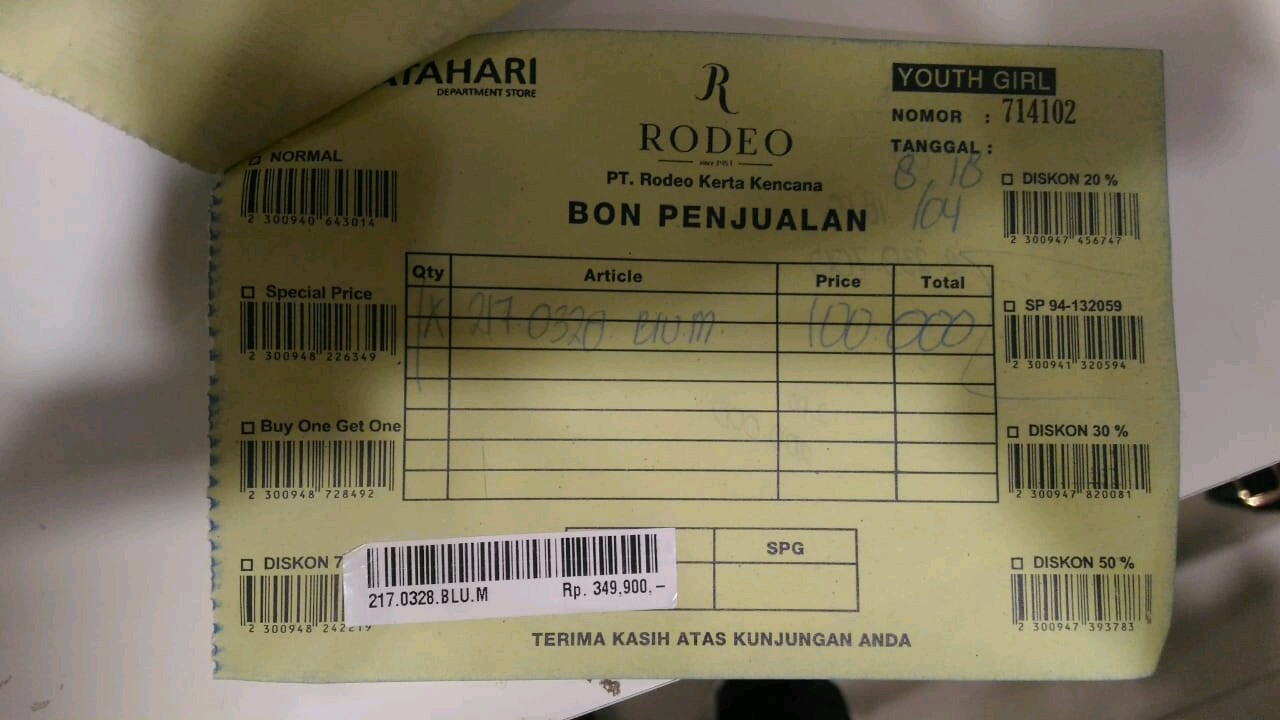 ATAHARI
DEPARTMENT STORE
R
RODEO
since 1951
PT. Rodeo Kerta Kencana
BON PENJUALAN
YOUTH GIRL
NOMOR : 714102
TANGGAL :
8 18
/04
NORMAL
2 300940 643014
Special Price
2 300948 226349
Buy One Get One
2 300948 728492
DISKON 7
2 300948 242219
Qty Article Price Total
1X 217.0328 BLU.M 100 000
DISKON 20 %
2 300947 456747
SP 94-132059
2 300941 320594
DISKON 30 %
2 300947 820081
DISKON 50 %
2 300947 393783
SPG
217.0328.BLU.M Rp. 349,900,–
TERIMA KASIH ATAS KUNJUNGAN ANDA